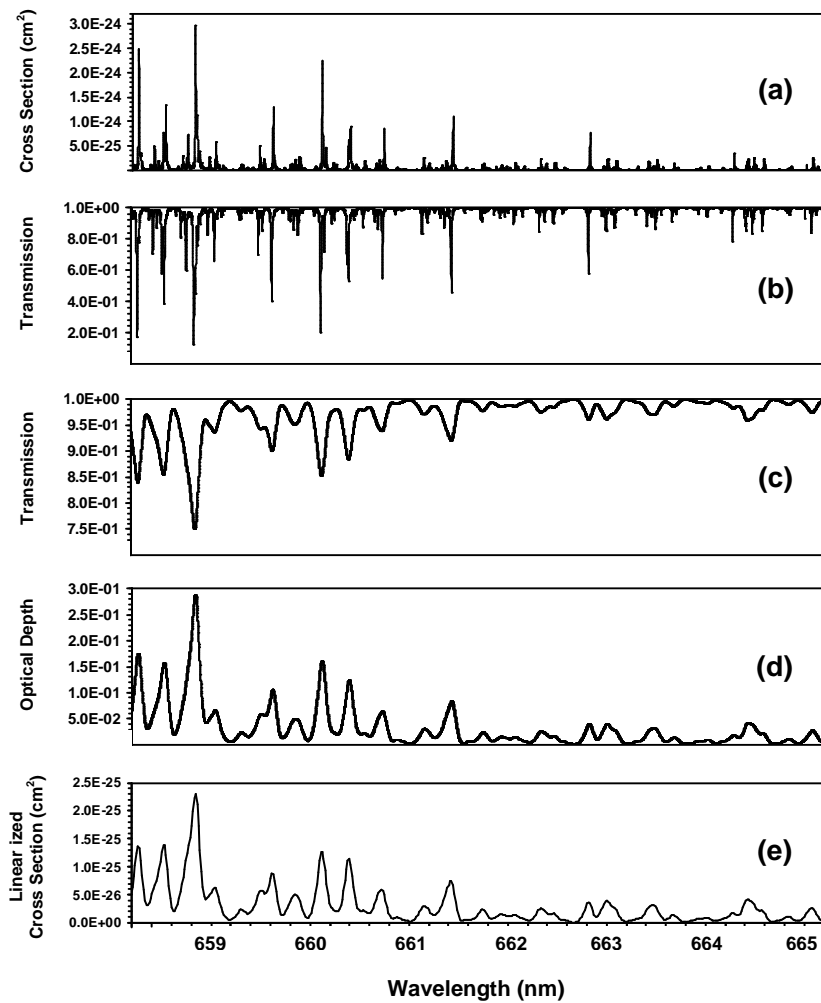 3.0E-24
2.5E-24
2.0E-24
1.5E-24
1.0E-24
5.0E-25
Cross Section (cm²)
(a)
1.0E+00
8.0E-01
6.0E-01
4.0E-01
2.0E-01
Transmission
(b)
1.0E+00
9.5E-01
9.0E-01
8.5E-01
8.0E-01
7.5E-01
Transmission
(c)
3.0E-01
2.5E-01
2.0E-01
1.5E-01
1.0E-01
5.0E-02
Optical Depth
(d)
2.5E-25
2.0E-25
1.5E-25
1.0E-25
5.0E-26
0.0E+00
Linear ized
Cross Section (cm²)
(e)
659 660 661 662 663 664 665
Wavelength (nm)